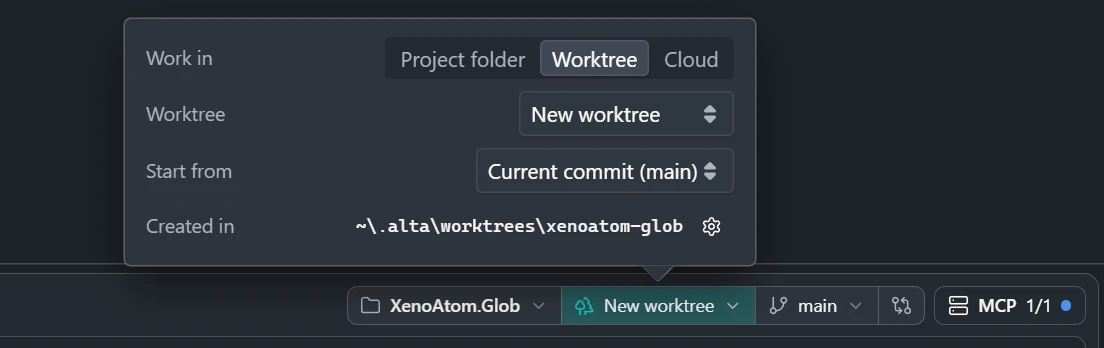 Work in Project folder Worktree Cloud
Worktree New worktree
Start from Current commit (main)
Created in ~\.alta\worktrees\xenoatom-glob
XenoAtom.Glob New worktree main MCP 1/1